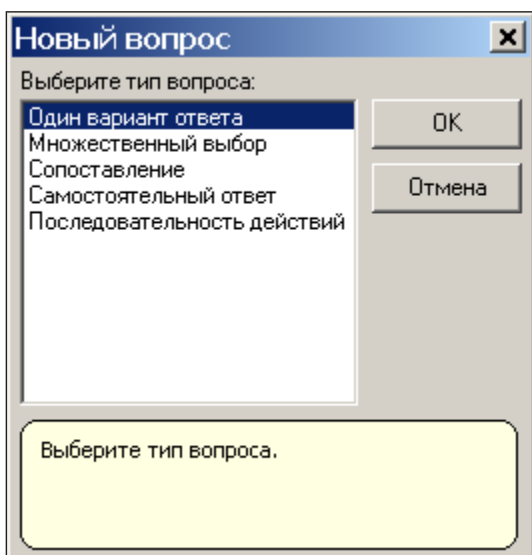 Новый вопрос
Выберите тип вопроса:
Один вариант ответа
Множественный выбор
Сопоставление
Самостоятельный ответ
Последовательность действий
OK
Отмена
Выберите тип вопроса.